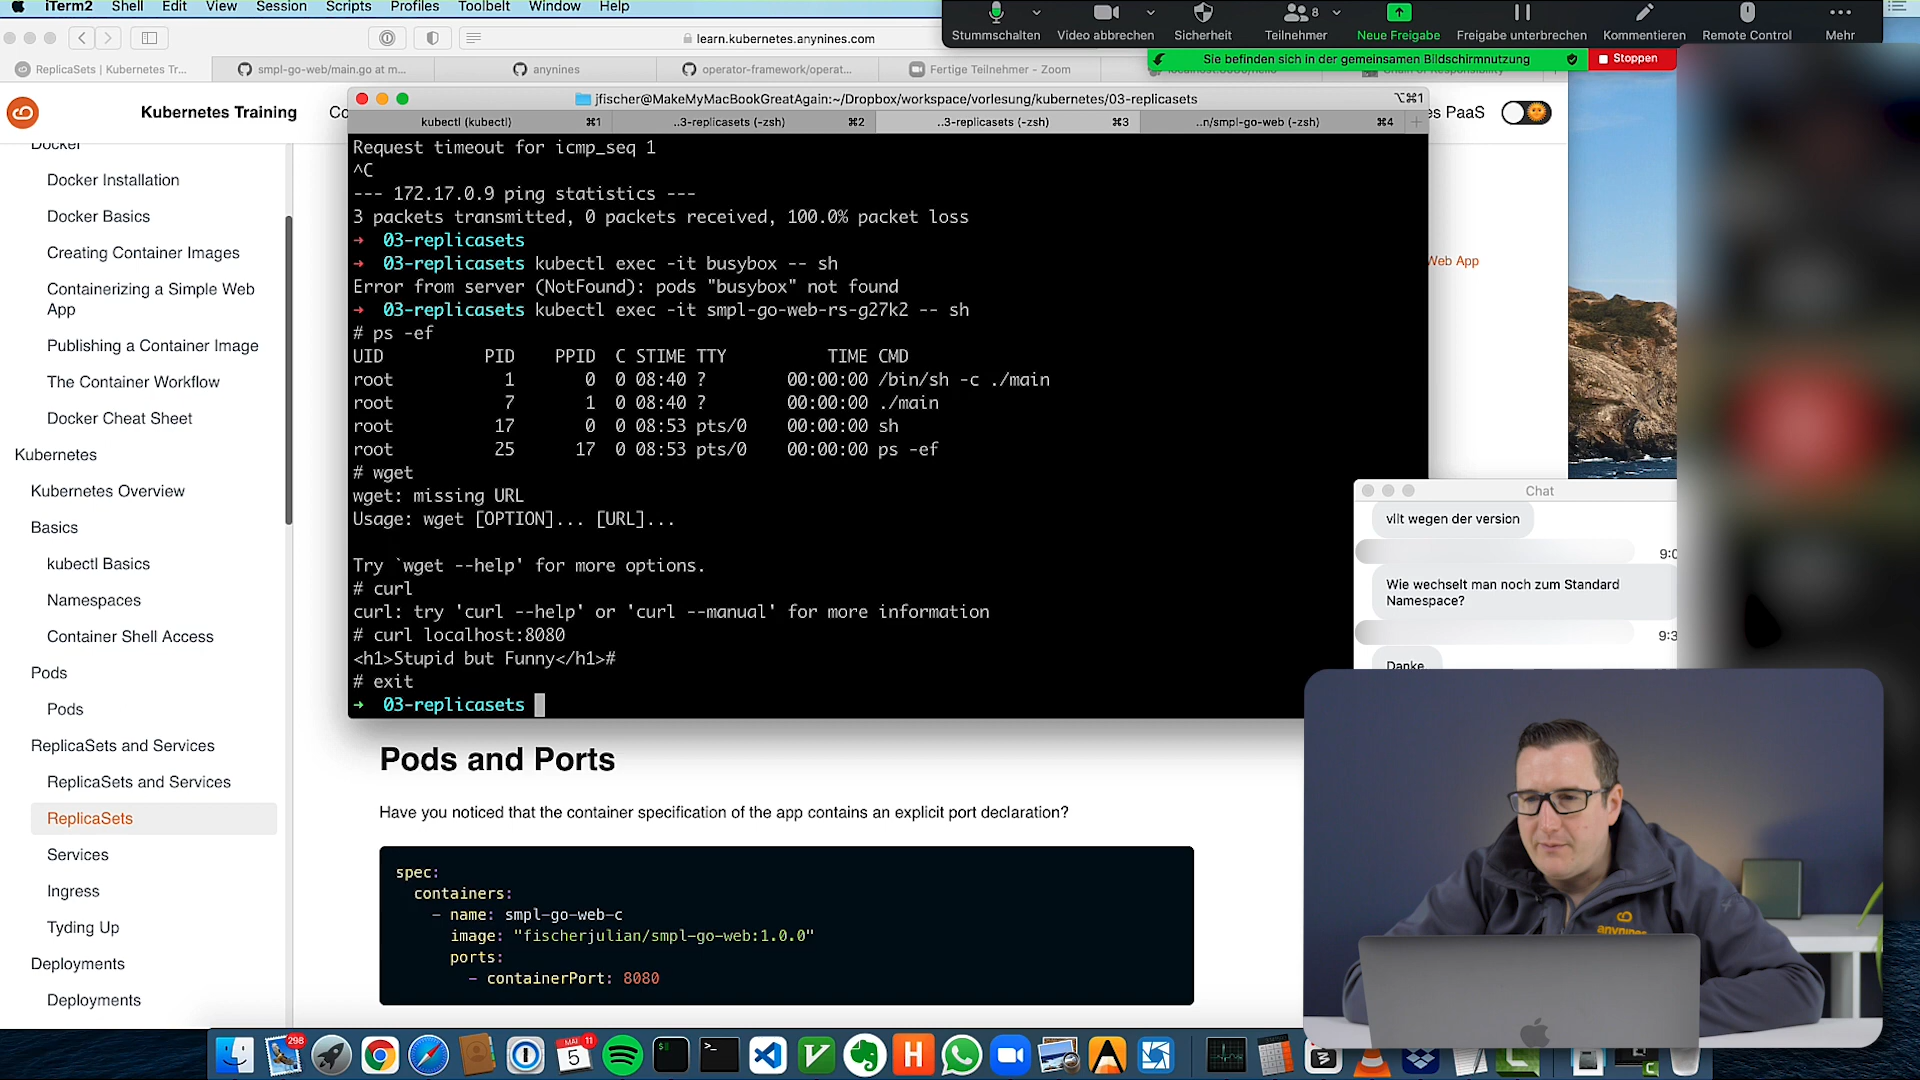 iTerm2 Shell Edit View Session Scripts Profiles Toolbelt Window Help
Stummschalten Video abbrechen Sicherheit Teilnehmer 8 Neue Freigabe Freigabe unterbrechen Kommentieren Remote Control Mehr
Sie befinden sich in der gemeinsamen Bildschirmnutzung Stoppen
learn.kubernetes.anynines.com
ReplicaSets | Kubernetes Tr... smpl-go-web/main.go at m... anynines operator-framework/operat... Fertige Teilnehmer - Zoom
Kubernetes Training Co
es PaaS
jfischer@MakeMyMacBookGreatAgain:~/Dropbox/workspace/vorlesung/kubernetes/03-replicasets ⌥⌘1
kubectl (kubectl) ⌘1 ..3-replicasets (-zsh) ⌘2 ..3-replicasets (-zsh) ⌘3 ..n/smpl-go-web (-zsh) ⌘4
Request timeout for icmp_seq 1
^C
--- 172.17.0.9 ping statistics ---
3 packets transmitted, 0 packets received, 100.0% packet loss
→ 03-replicasets
→ 03-replicasets kubectl exec -it busybox -- sh
Error from server (NotFound): pods "busybox" not found
→ 03-replicasets kubectl exec -it smpl-go-web-rs-g27k2 -- sh
# ps -ef
UID PID PPID C STIME TTY TIME CMD
root 1 0 0 08:40 ? 00:00:00 /bin/sh -c ./main
root 7 1 0 08:40 ? 00:00:00 ./main
root 17 0 0 08:53 pts/0 00:00:00 sh
root 25 17 0 08:53 pts/0 00:00:00 ps -ef
# wget
wget: missing URL
Usage: wget [OPTION]... [URL]...
Try `wget --help' for more options.
# curl
curl: try 'curl --help' or 'curl --manual' for more information
# curl localhost:8080
<h1>Stupid but Funny</h1>#
# exit
→ 03-replicasets
Docker
Docker Installation
Docker Basics
Creating Container Images
Containerizing a Simple Web
App
Publishing a Container Image
The Container Workflow
Docker Cheat Sheet
Kubernetes
Kubernetes Overview
Basics
kubectl Basics
Namespaces
Container Shell Access
Pods
Pods
ReplicaSets and Services
ReplicaSets and Services
ReplicaSets
Services
Ingress
Tyding Up
Deployments
Deployments
Web App
Chat
vllt wegen der version
9:0
Wie wechselt man noch zum Standard
Namespace?
9:3
Danke
Pods and Ports
Have you noticed that the container specification of the app contains an explicit port declaration?
spec:
containers:
- name: smpl-go-web-c
image: "fischerjulian/smpl-go-web:1.0.0"
ports:
- containerPort: 8080
anynines
298
MAI
5
11